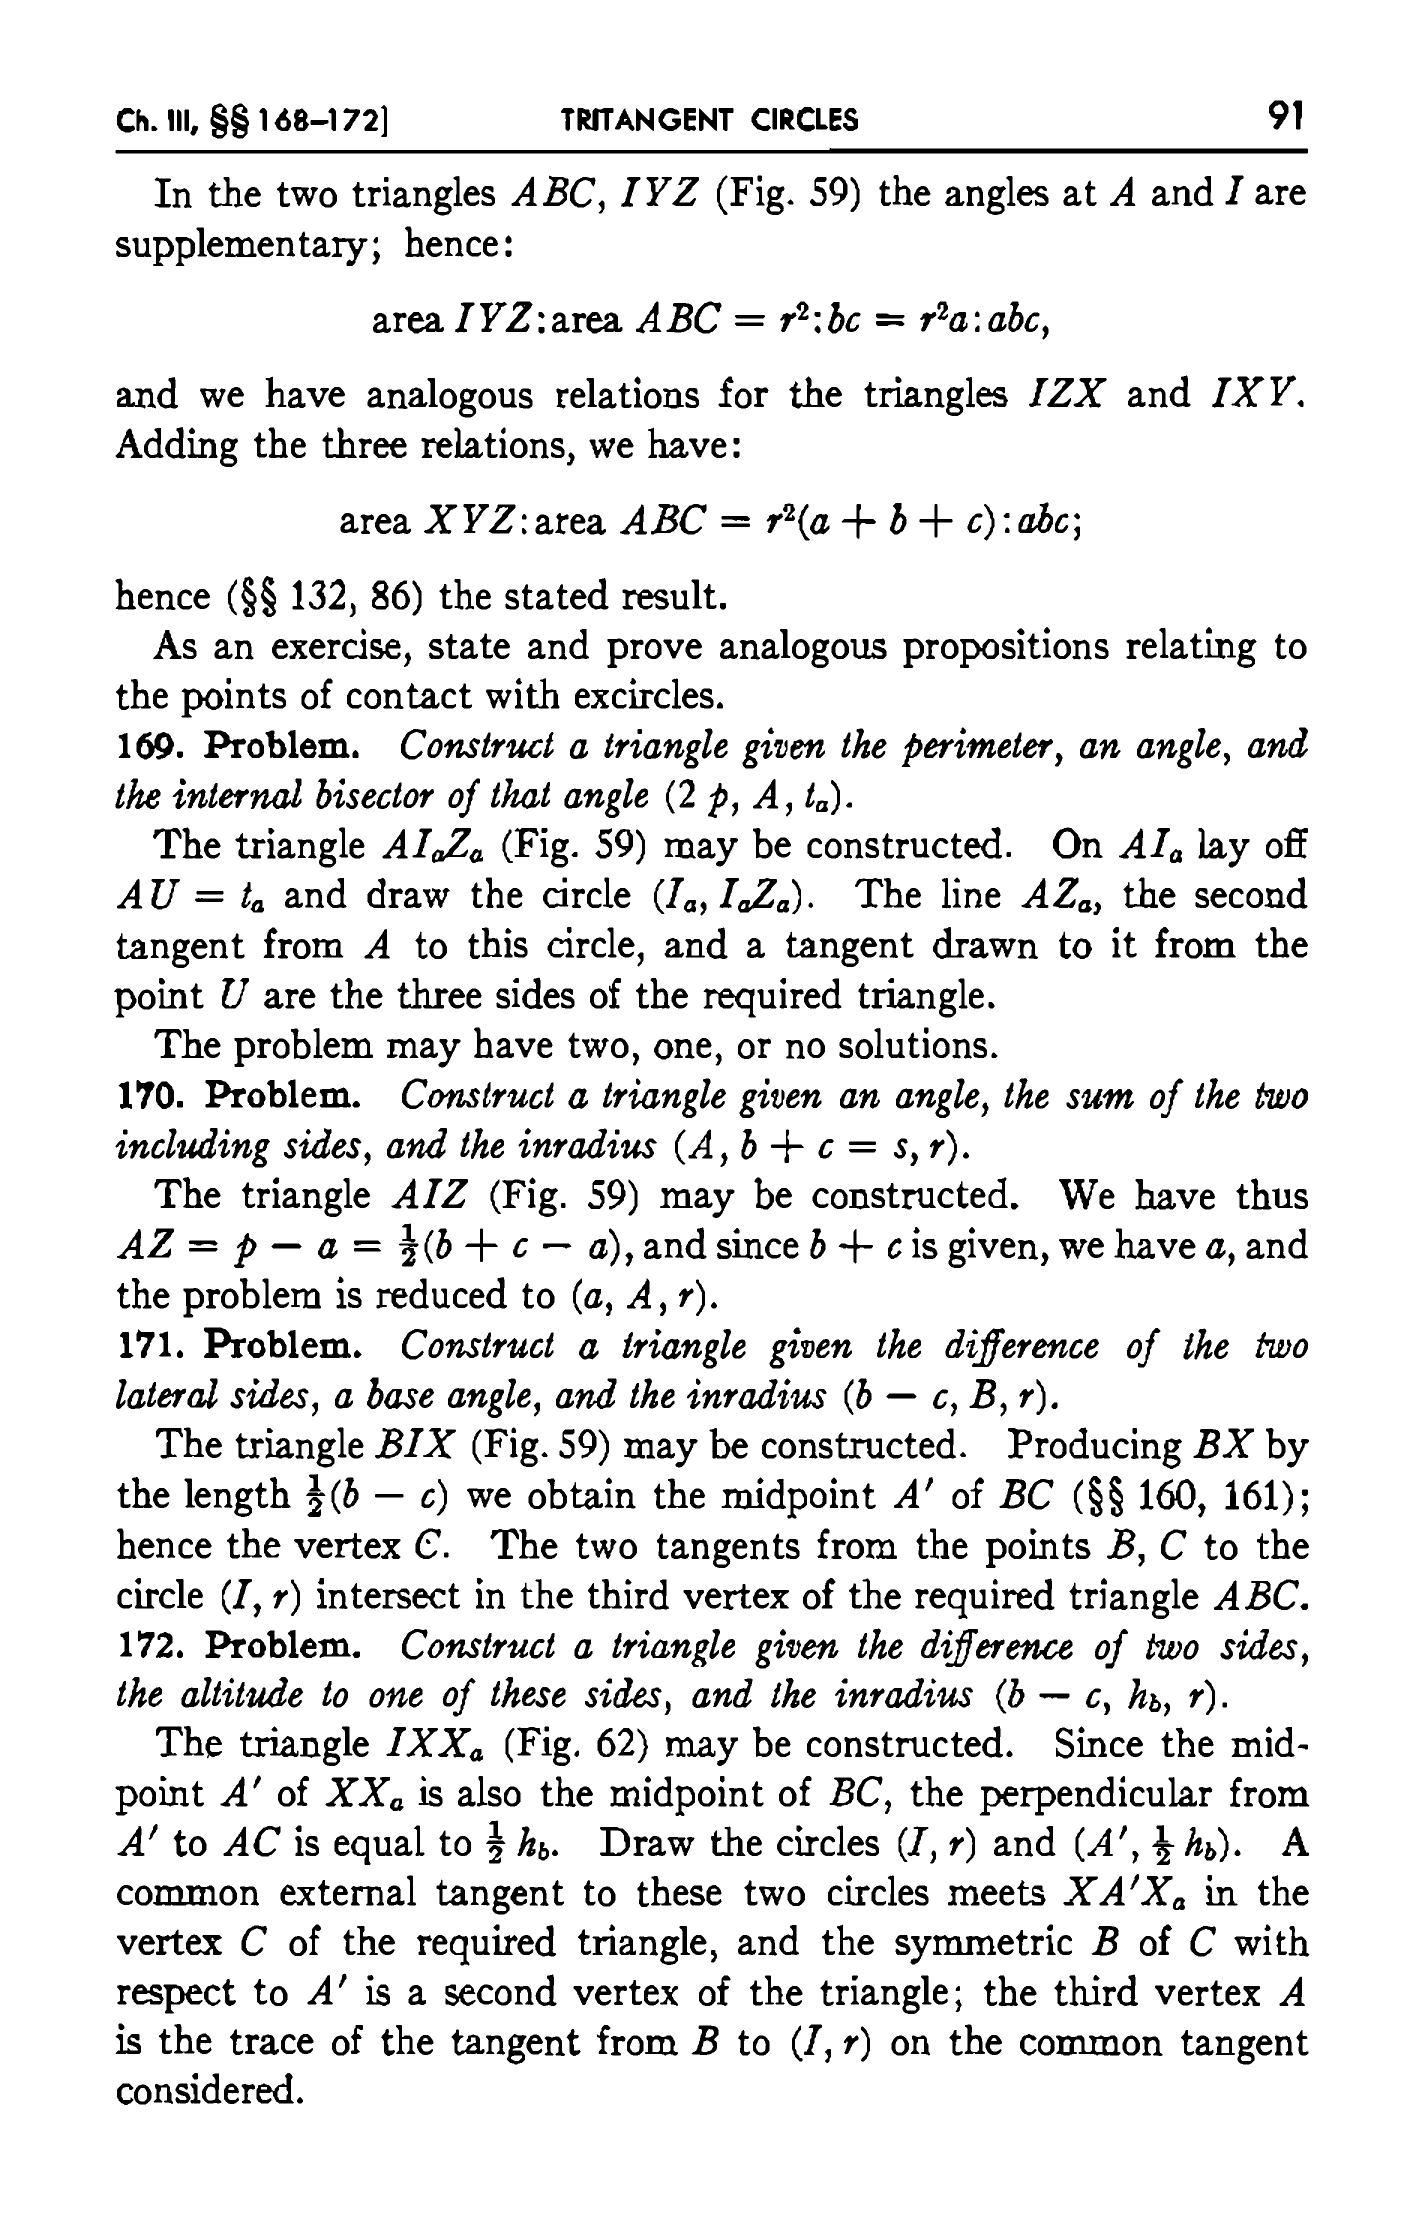 Ch. III, §§ 168–172] TRITANGENT CIRCLES 91
In the two triangles ABC, IYZ (Fig. 59) the angles at A and I are
supplementary; hence:
area IYZ:area ABC = r²:bc = r²a:abc,
and we have analogous relations for the triangles IZX and IXY.
Adding the three relations, we have:
area XYZ:area ABC = r²(a + b + c):abc;
hence (§§ 132, 86) the stated result.
As an exercise, state and prove analogous propositions relating to
the points of contact with excircles.
169. Problem. Construct a triangle given the perimeter, an angle, and
the internal bisector of that angle (2 p, A, tₐ).
The triangle AIₐZₐ (Fig. 59) may be constructed. On AIₐ lay off
AU = tₐ and draw the circle (Iₐ, IₐZₐ). The line AZₐ, the second
tangent from A to this circle, and a tangent drawn to it from the
point U are the three sides of the required triangle.
The problem may have two, one, or no solutions.
170. Problem. Construct a triangle given an angle, the sum of the two
including sides, and the inradius (A, b + c = s, r).
The triangle AIZ (Fig. 59) may be constructed. We have thus
AZ = p − a = ½(b + c − a), and since b + c is given, we have a, and
the problem is reduced to (a, A, r).
171. Problem. Construct a triangle given the difference of the two
lateral sides, a base angle, and the inradius (b − c, B, r).
The triangle BIX (Fig. 59) may be constructed. Producing BX by
the length ½(b − c) we obtain the midpoint A′ of BC (§§ 160, 161);
hence the vertex C. The two tangents from the points B, C to the
circle (I, r) intersect in the third vertex of the required triangle ABC.
172. Problem. Construct a triangle given the difference of two sides,
the altitude to one of these sides, and the inradius (b − c, h_b, r).
The triangle IXXₐ (Fig. 62) may be constructed. Since the mid-
point A′ of XXₐ is also the midpoint of BC, the perpendicular from
A′ to AC is equal to ½ h_b. Draw the circles (I, r) and (A′, ½ h_b). A
common external tangent to these two circles meets XA′Xₐ in the
vertex C of the required triangle, and the symmetric B of C with
respect to A′ is a second vertex of the triangle; the third vertex A
is the trace of the tangent from B to (I, r) on the common tangent
considered.